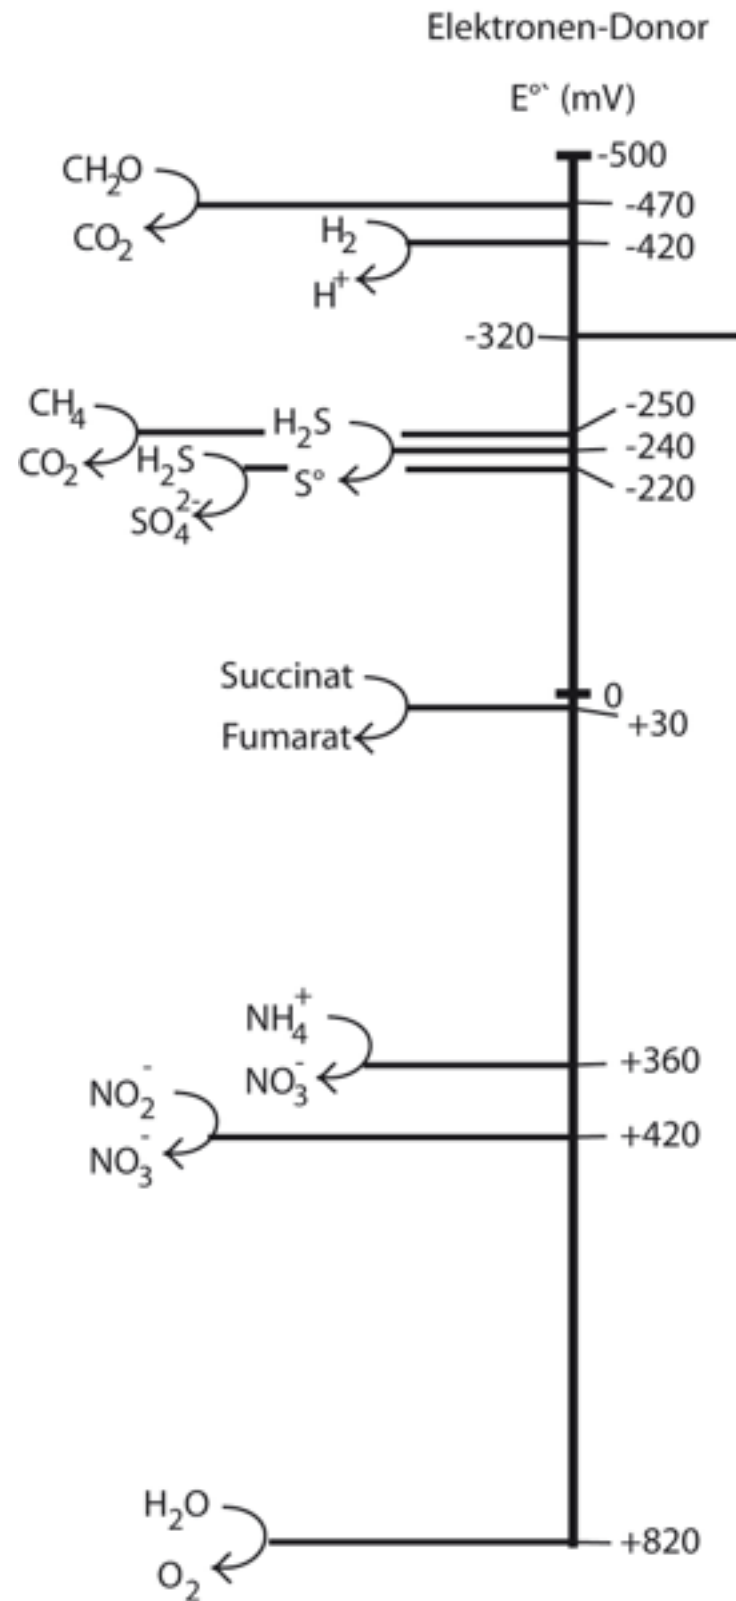 Elektronen-Donor
E°` (mV)
-500
CH₂O
-470
CO₂
H₂
-420
H⁺
-320
CH₄
H₂S
-250
-240
CO₂
H₂S
S°
-220
SO₄²⁻
Succinat
0
+30
Fumarat
NH₄⁺
+360
NO₃⁻
NO₂⁻
+420
NO₃⁻
H₂O
+820
O₂